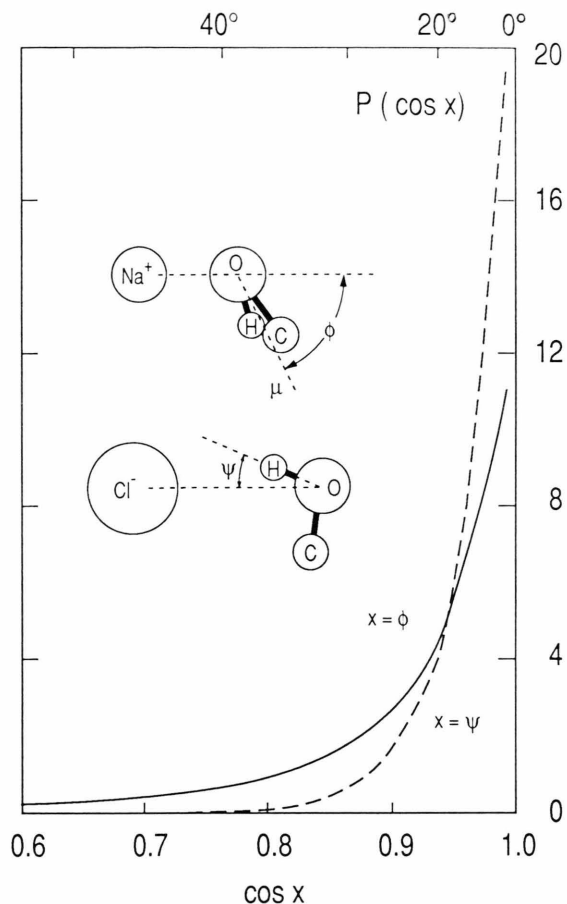 40° 20° 0°
20
P ( cos x)
16
Na⁺ O
H C ϕ
μ
12
ψ H
Cl⁻ O
8
C
x = ϕ
4
x = ψ
0
0.6 0.7 0.8 0.9 1.0
cos x